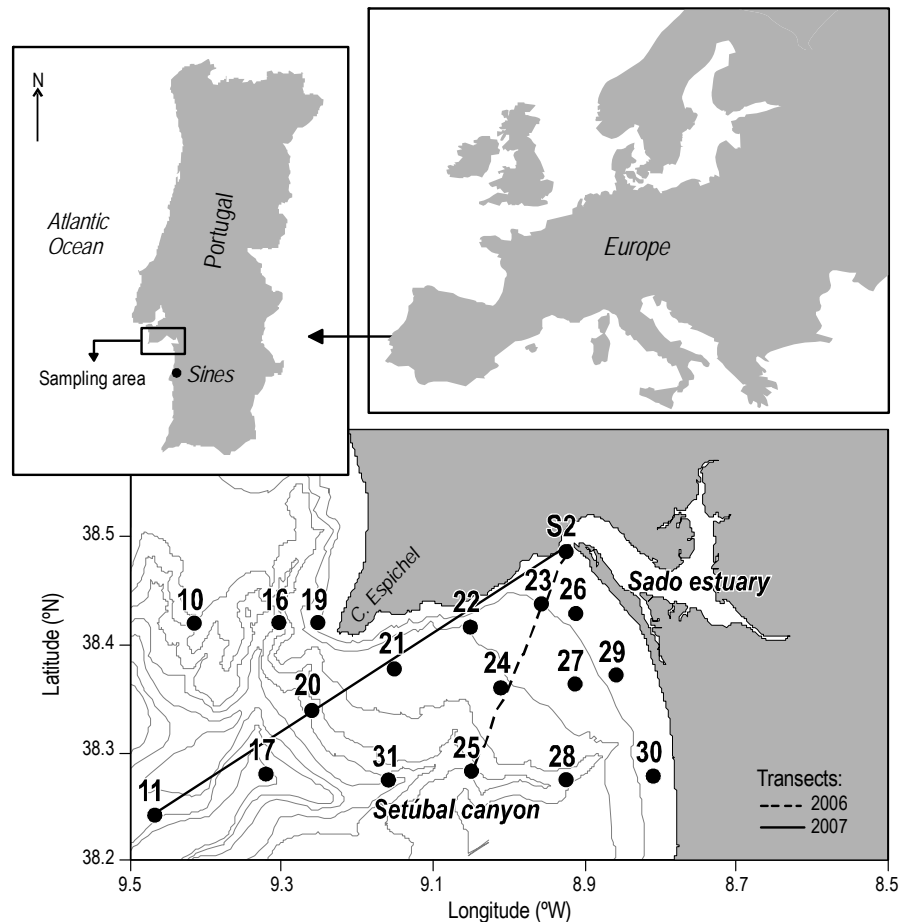 N
Atlantic
Ocean
Portugal
Sampling area
Sines
Europe
Latitude (ºN)
38.5
38.4
38.3
38.2
S2
Sado estuary
C. Espichel
10
16
19
22
23
26
21
24
27
29
20
17
31
25
28
30
11
Setúbal canyon
Transects:
2006
2007
9.5
9.3
9.1
8.9
8.7
8.5
Longitude (ºW)